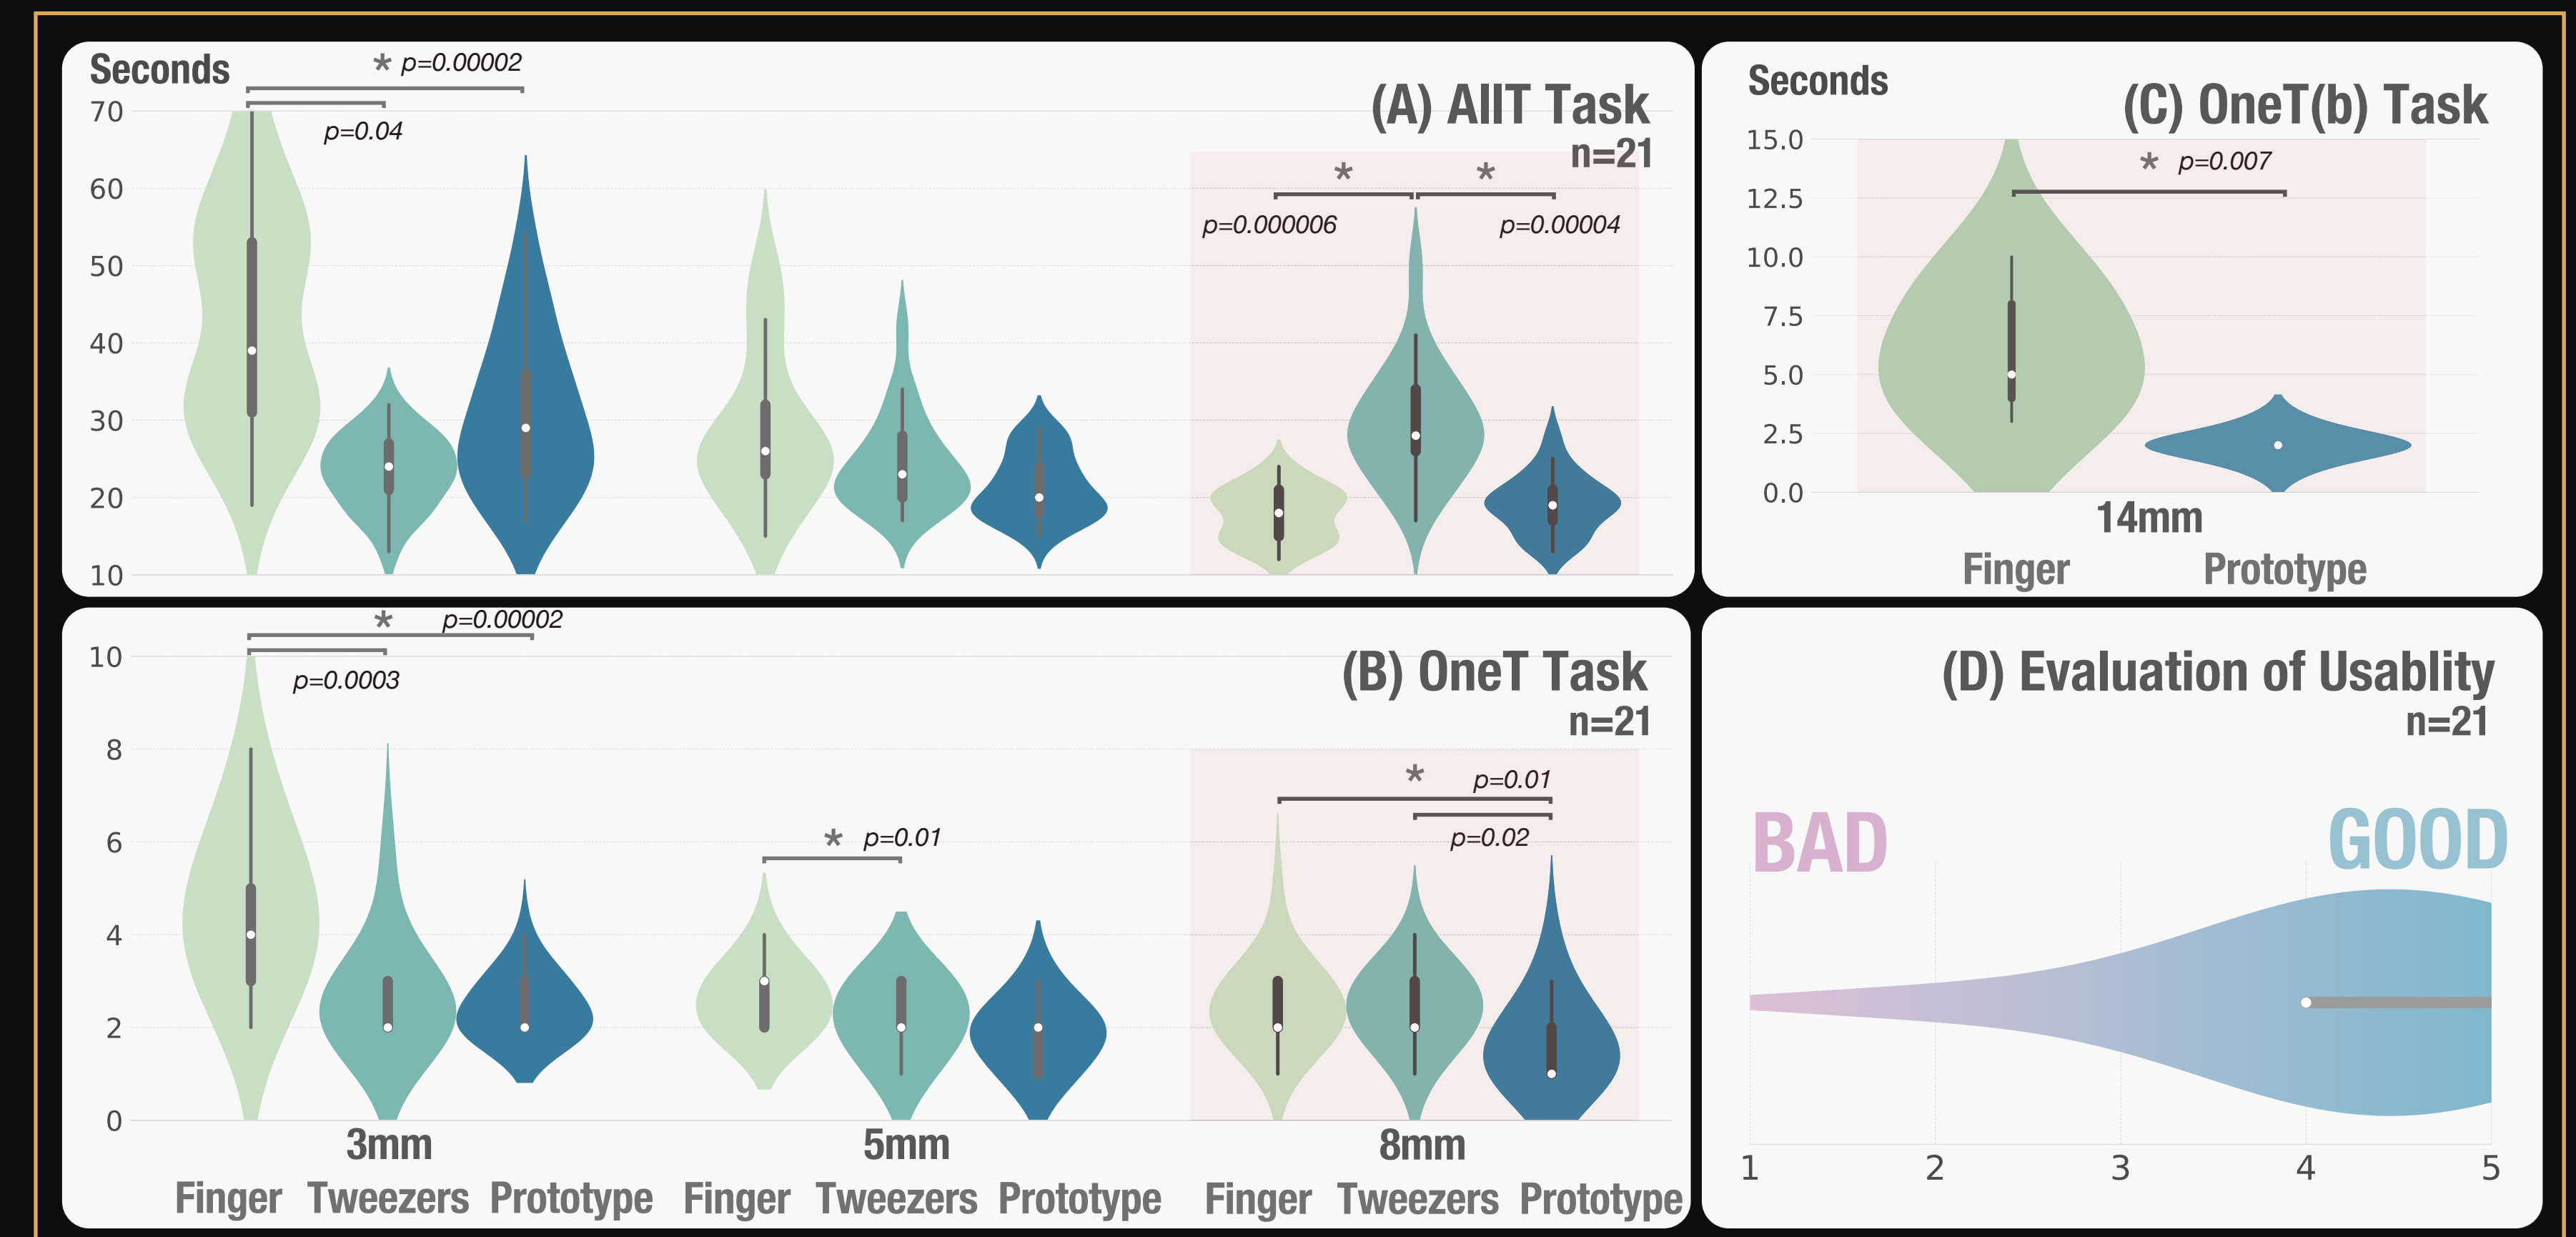 Seconds
* p=0.00002
p=0.04
(A) AllT Task
n=21
* *
p=0.000006 p=0.00004
70
60
50
40
30
20
10
Seconds
(C) OneT(b) Task
* p=0.007
15.0
12.5
10.0
7.5
5.0
2.5
0.0
14mm
Finger Prototype
* p=0.00002
p=0.0003
(B) OneT Task
n=21
* p=0.01
* p=0.01
p=0.02
10
8
6
4
2
0
3mm 5mm 8mm
Finger Tweezers Prototype Finger Tweezers Prototype Finger Tweezers Prototype
(D) Evaluation of Usablity
n=21
BAD GOOD
1 2 3 4 5